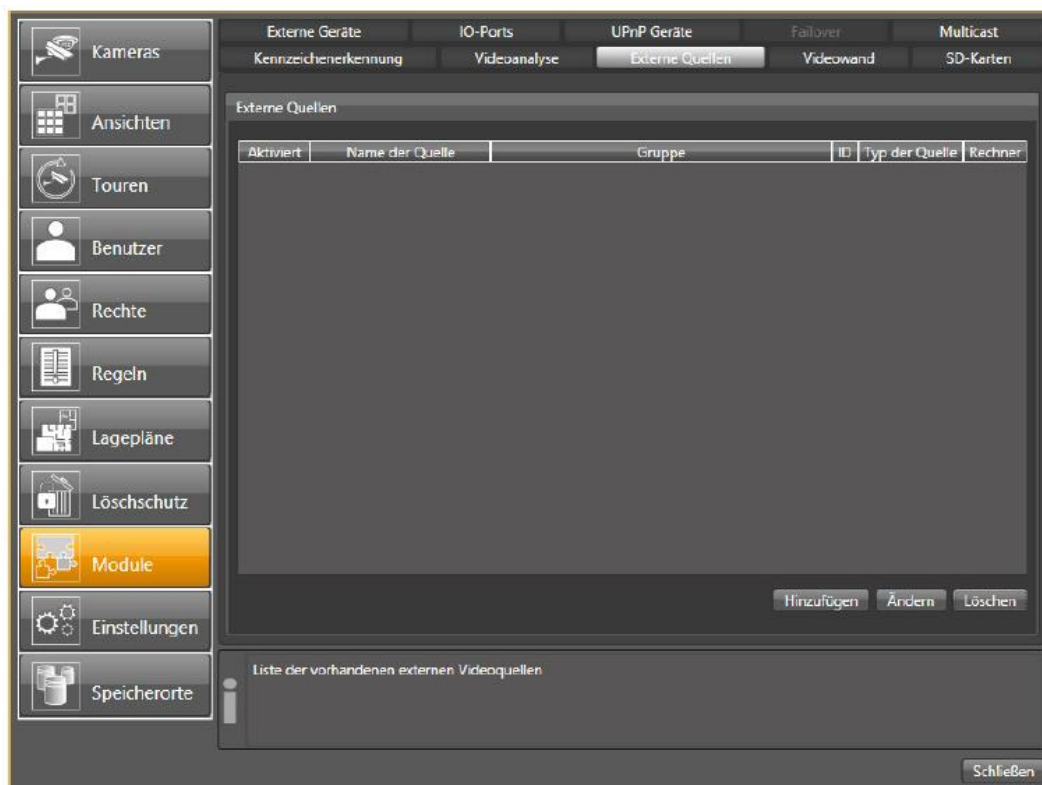 Kameras
Ansichten
Touren
Benutzer
Rechte
Regeln
Lagepläne
Löschschutz
Module
Einstellungen
Speicherorte
Externe Geräte IO-Ports UPnP Geräte Failover Multicast
Kennzeichenerkennung Videoanalyse Externe Quellen Videowand SD-Karten
Externe Quellen
Aktiviert Name der Quelle Gruppe ID Typ der Quelle Rechner
Hinzufügen Ändern Löschen
Liste der vorhandenen externen Videoquellen
Schließen